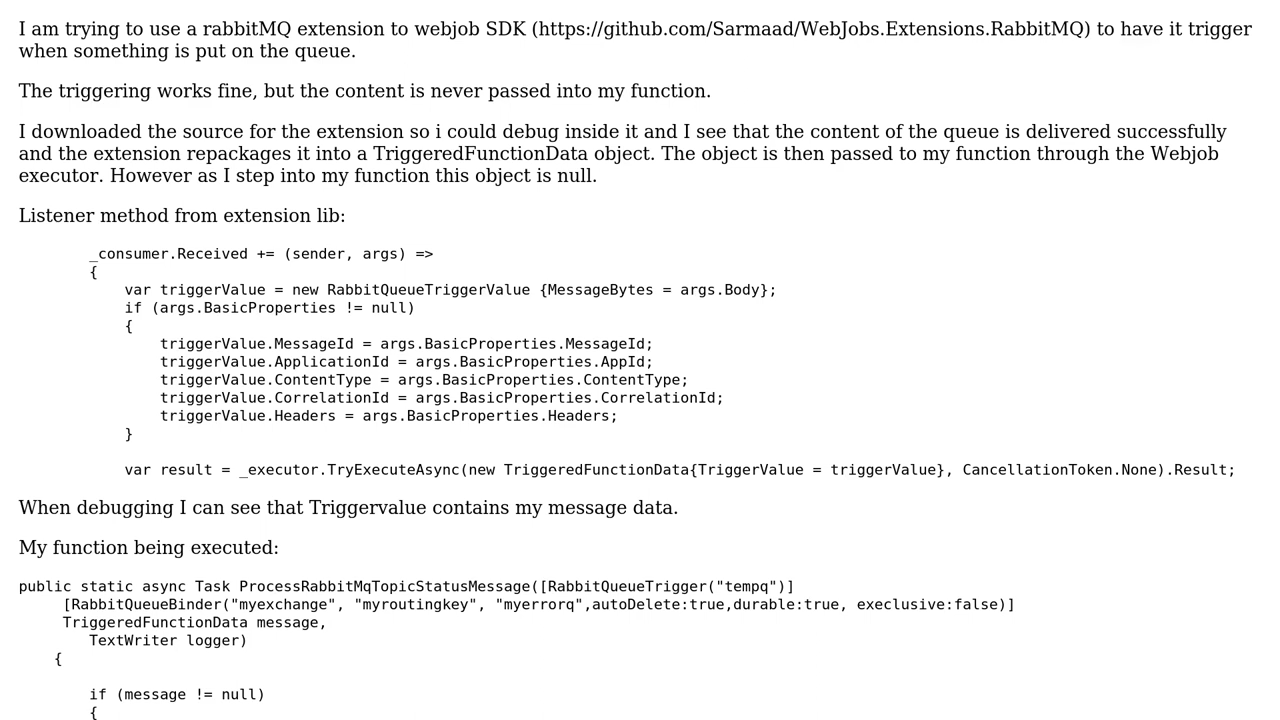 I am trying to use a rabbitMQ extension to webjob SDK (https://github.com/Sarmaad/WebJobs.Extensions.RabbitMQ) to have it trigger
when something is put on the queue.
The triggering works fine, but the content is never passed into my function.
I downloaded the source for the extension so i could debug inside it and I see that the content of the queue is delivered successfully
and the extension repackages it into a TriggeredFunctionData object. The object is then passed to my function through the Webjob
executor. However as I step into my function this object is null.
Listener method from extension lib:
_consumer.Received += (sender, args) =>
{
var triggerValue = new RabbitQueueTriggerValue {MessageBytes = args.Body};
if (args.BasicProperties != null)
{
triggerValue.MessageId = args.BasicProperties.MessageId;
triggerValue.ApplicationId = args.BasicProperties.AppId;
triggerValue.ContentType = args.BasicProperties.ContentType;
triggerValue.CorrelationId = args.BasicProperties.CorrelationId;
triggerValue.Headers = args.BasicProperties.Headers;
}
var result = _executor.TryExecuteAsync(new TriggeredFunctionData{TriggerValue = triggerValue}, CancellationToken.None).Result;
When debugging I can see that Triggervalue contains my message data.
My function being executed:
public static async Task ProcessRabbitMqTopicStatusMessage([RabbitQueueTrigger("tempq")]
[RabbitQueueBinder("myexchange", "myroutingkey", "myerrorq",autoDelete:true,durable:true, execlusive:false)]
TriggeredFunctionData message,
TextWriter logger)
{
if (message != null)
{